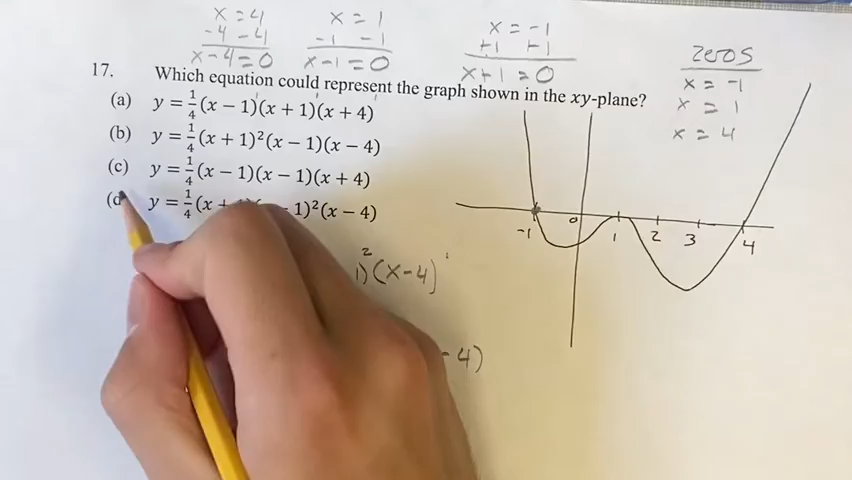 x = 4
-4 -4
x - 4 = 0
x = 1
-1 -1
x - 1 = 0
x = -1
+1 +1
x + 1 = 0
zeros
x = -1
x = 1
x = 4
17. Which equation could represent the graph shown in the xy-plane?
(a) y = 1/4(x − 1)(x + 1)(x + 4)
(b) y = 1/4(x + 1)²(x − 1)(x − 4)
(c) y = 1/4(x − 1)(x − 1)(x + 4)
(d y = 1/4(x + 1)²(x − 4)
-1 0 1 2 3 4
1)²(x-4)¹
- 4)